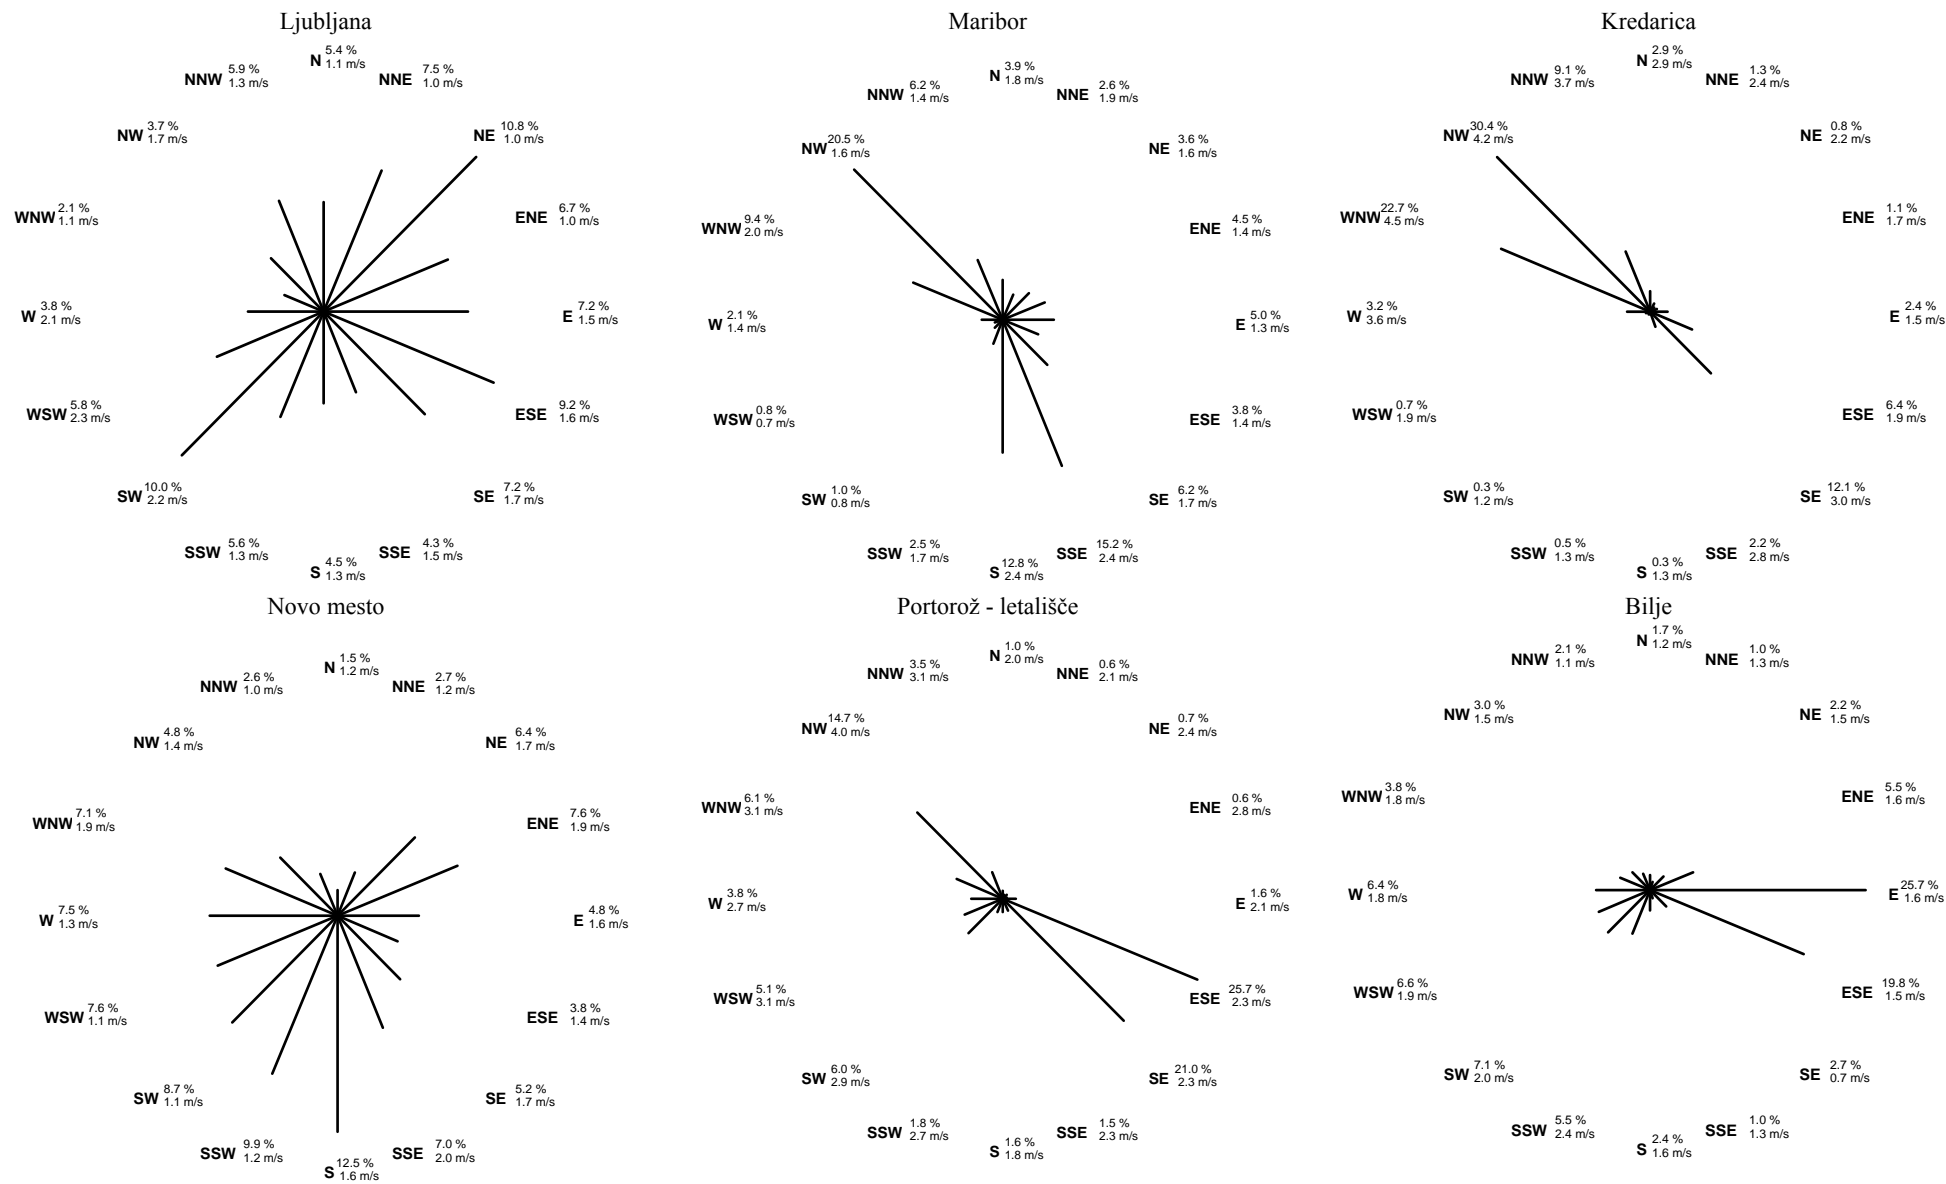 Ljubljana
N 5.4 %
1.1 m/s
NNW 5.9 %
1.3 m/s
NNE 7.5 %
1.0 m/s
NW 3.7 %
1.7 m/s
NE 10.8 %
1.0 m/s
WNW 2.1 %
1.1 m/s
ENE 6.7 %
1.0 m/s
W 3.8 %
2.1 m/s
E 7.2 %
1.5 m/s
WSW 5.8 %
2.3 m/s
ESE 9.2 %
1.6 m/s
SW 10.0 %
2.2 m/s
SE 7.2 %
1.7 m/s
SSW 5.6 %
1.3 m/s
S 4.5 %
1.3 m/s
SSE 4.3 %
1.5 m/s
Maribor
N 3.9 %
1.8 m/s
NNW 6.2 %
1.4 m/s
NNE 2.6 %
1.9 m/s
NW 20.5 %
1.6 m/s
NE 3.6 %
1.6 m/s
WNW 9.4 %
2.0 m/s
ENE 4.5 %
1.4 m/s
W 2.1 %
1.4 m/s
E 5.0 %
1.3 m/s
WSW 0.8 %
0.7 m/s
ESE 3.8 %
1.4 m/s
SW 1.0 %
0.8 m/s
SE 6.2 %
1.7 m/s
SSW 2.5 %
1.7 m/s
S 12.8 %
2.4 m/s
SSE 15.2 %
2.4 m/s
Kredarica
N 2.9 %
2.9 m/s
NNW 9.1 %
3.7 m/s
NNE 1.3 %
2.4 m/s
NW 30.4 %
4.2 m/s
NE 0.8 %
2.2 m/s
WNW 22.7 %
4.5 m/s
ENE 1.1 %
1.7 m/s
W 3.2 %
3.6 m/s
E 2.4 %
1.5 m/s
WSW 0.7 %
1.9 m/s
ESE 6.4 %
1.9 m/s
SW 0.3 %
1.2 m/s
SE 12.1 %
3.0 m/s
SSW 0.5 %
1.3 m/s
S 0.3 %
1.3 m/s
SSE 2.2 %
2.8 m/s
Novo mesto
N 1.5 %
1.2 m/s
NNW 2.6 %
1.0 m/s
NNE 2.7 %
1.2 m/s
NW 4.8 %
1.4 m/s
NE 6.4 %
1.7 m/s
WNW 7.1 %
1.9 m/s
ENE 7.6 %
1.9 m/s
W 7.5 %
1.3 m/s
E 4.8 %
1.6 m/s
WSW 7.6 %
1.1 m/s
ESE 3.8 %
1.4 m/s
SW 8.7 %
1.1 m/s
SE 5.2 %
1.7 m/s
SSW 9.9 %
1.2 m/s
S 12.5 %
1.6 m/s
SSE 7.0 %
2.0 m/s
Portorož - letališče
N 1.0 %
2.0 m/s
NNW 3.5 %
3.1 m/s
NNE 0.6 %
2.1 m/s
NW 14.7 %
4.0 m/s
NE 0.7 %
2.4 m/s
WNW 6.1 %
3.1 m/s
ENE 0.6 %
2.8 m/s
W 3.8 %
2.7 m/s
E 1.6 %
2.1 m/s
WSW 5.1 %
3.1 m/s
ESE 25.7 %
2.3 m/s
SW 6.0 %
2.9 m/s
SE 21.0 %
2.3 m/s
SSW 1.8 %
2.7 m/s
S 1.6 %
1.8 m/s
SSE 1.5 %
2.3 m/s
Bilje
N 1.7 %
1.2 m/s
NNW 2.1 %
1.1 m/s
NNE 1.0 %
1.3 m/s
NW 3.0 %
1.5 m/s
NE 2.2 %
1.5 m/s
WNW 3.8 %
1.8 m/s
ENE 5.5 %
1.6 m/s
W 6.4 %
1.8 m/s
E 25.7 %
1.6 m/s
WSW 6.6 %
1.9 m/s
ESE 19.8 %
1.5 m/s
SW 7.1 %
2.0 m/s
SE 2.7 %
0.7 m/s
SSW 5.5 %
2.4 m/s
S 2.4 %
1.6 m/s
SSE 1.0 %
1.3 m/s